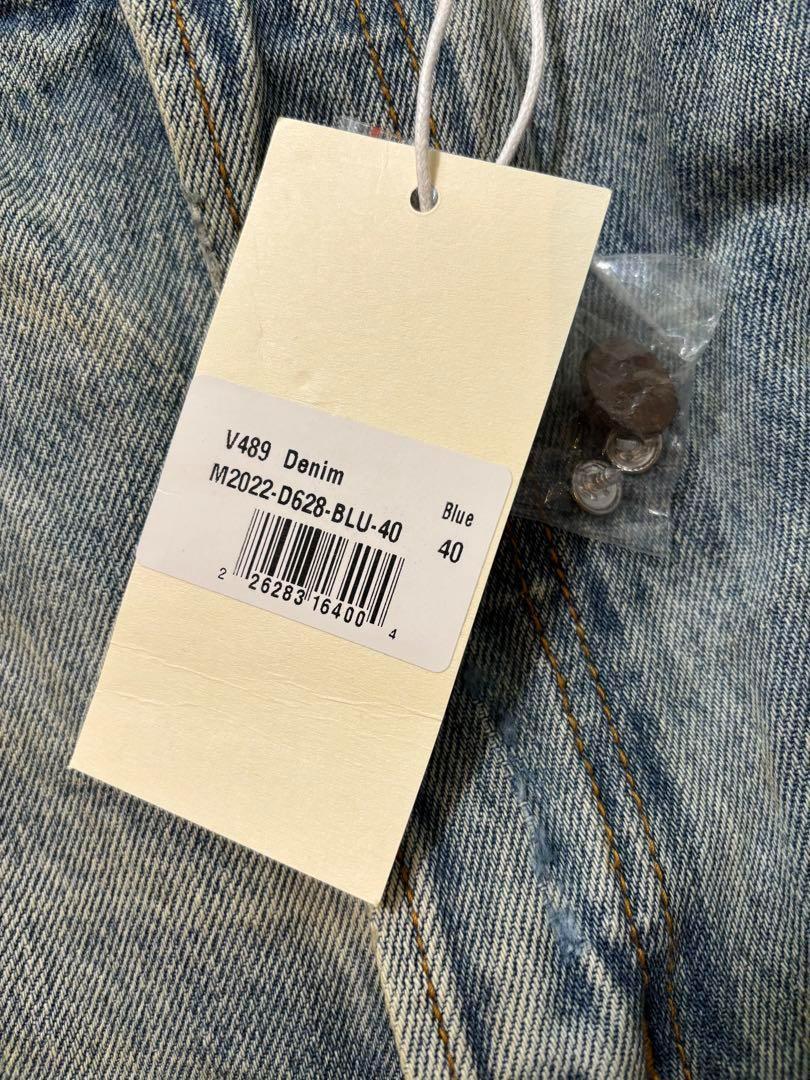 V489 Denim
M2022-D628-BLU-40
Blue
40
2 26283 16400 4